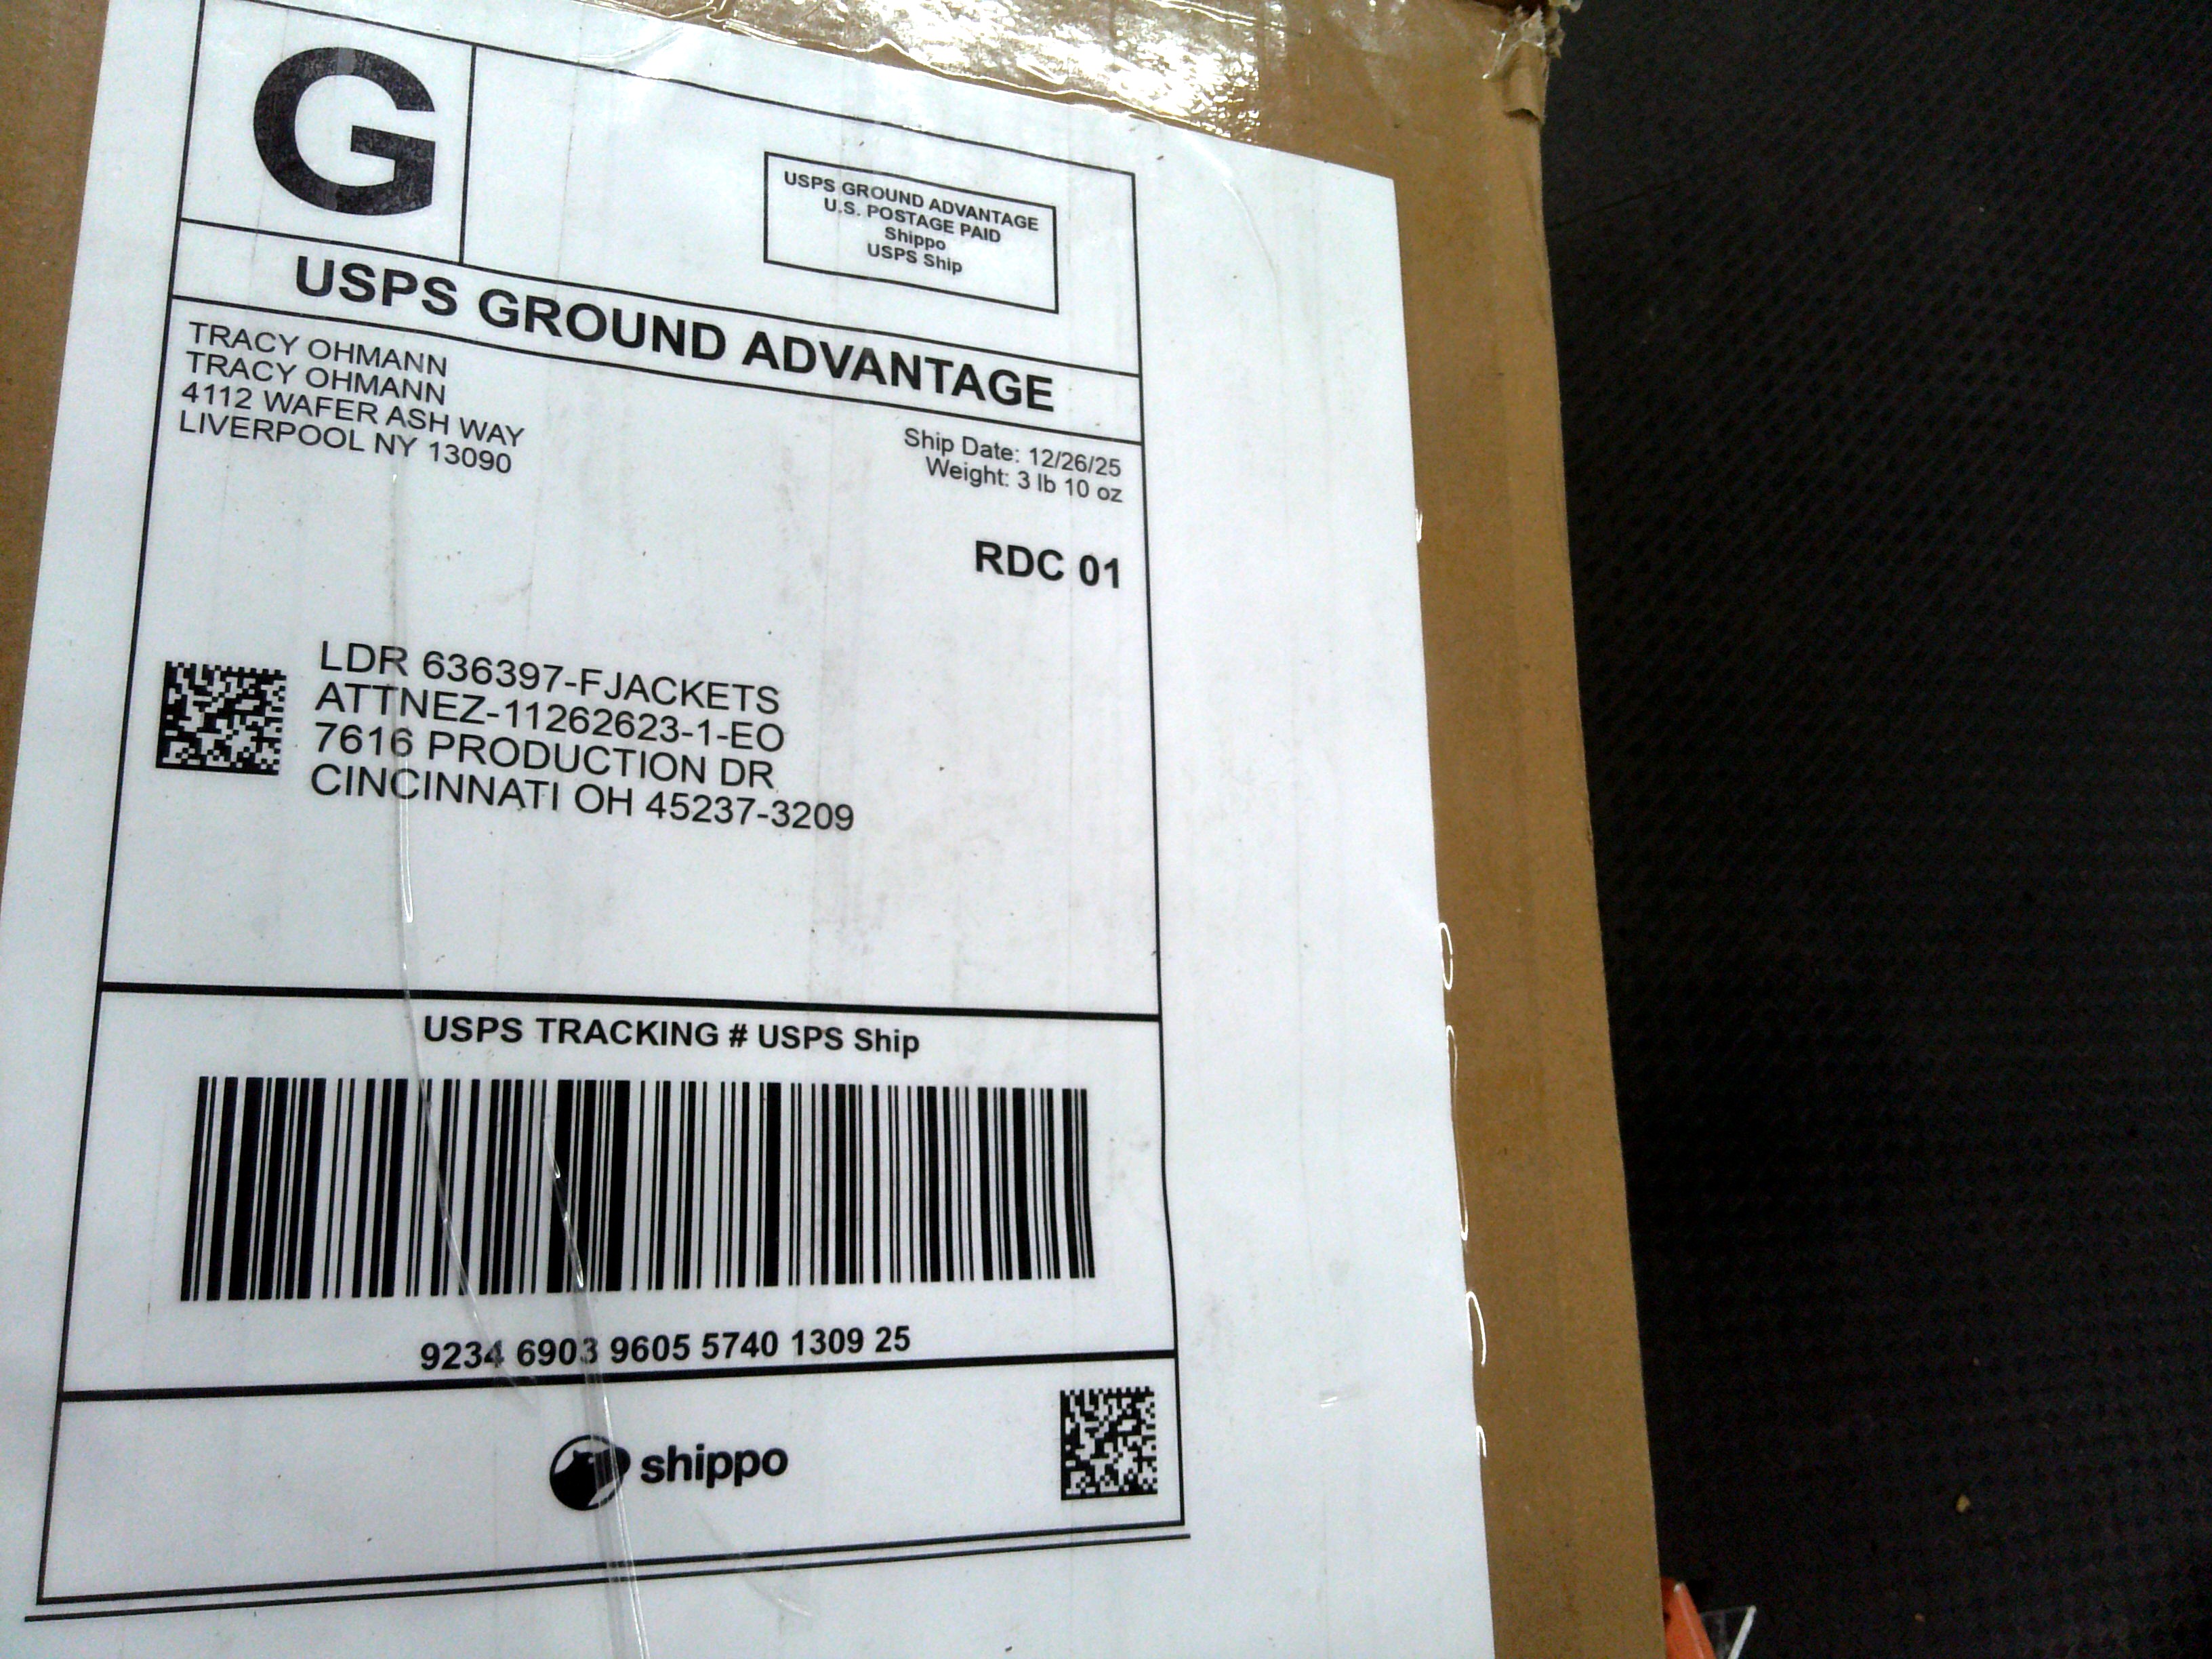 G
USPS GROUND ADVANTAGE
U.S. POSTAGE PAID
Shippo
USPS Ship
USPS GROUND ADVANTAGE
TRACY OHMANN
TRACY OHMANN
4112 WAFER ASH WAY
LIVERPOOL NY 13090
Ship Date: 12/26/25
Weight: 3 lb 10 oz
RDC 01
LDR 636397-FJACKETS
ATTNEZ-11262623-1-EO
7616 PRODUCTION DR
CINCINNATI OH 45237-3209
USPS TRACKING # USPS Ship
9234 6903 9605 5740 1309 25
shippo